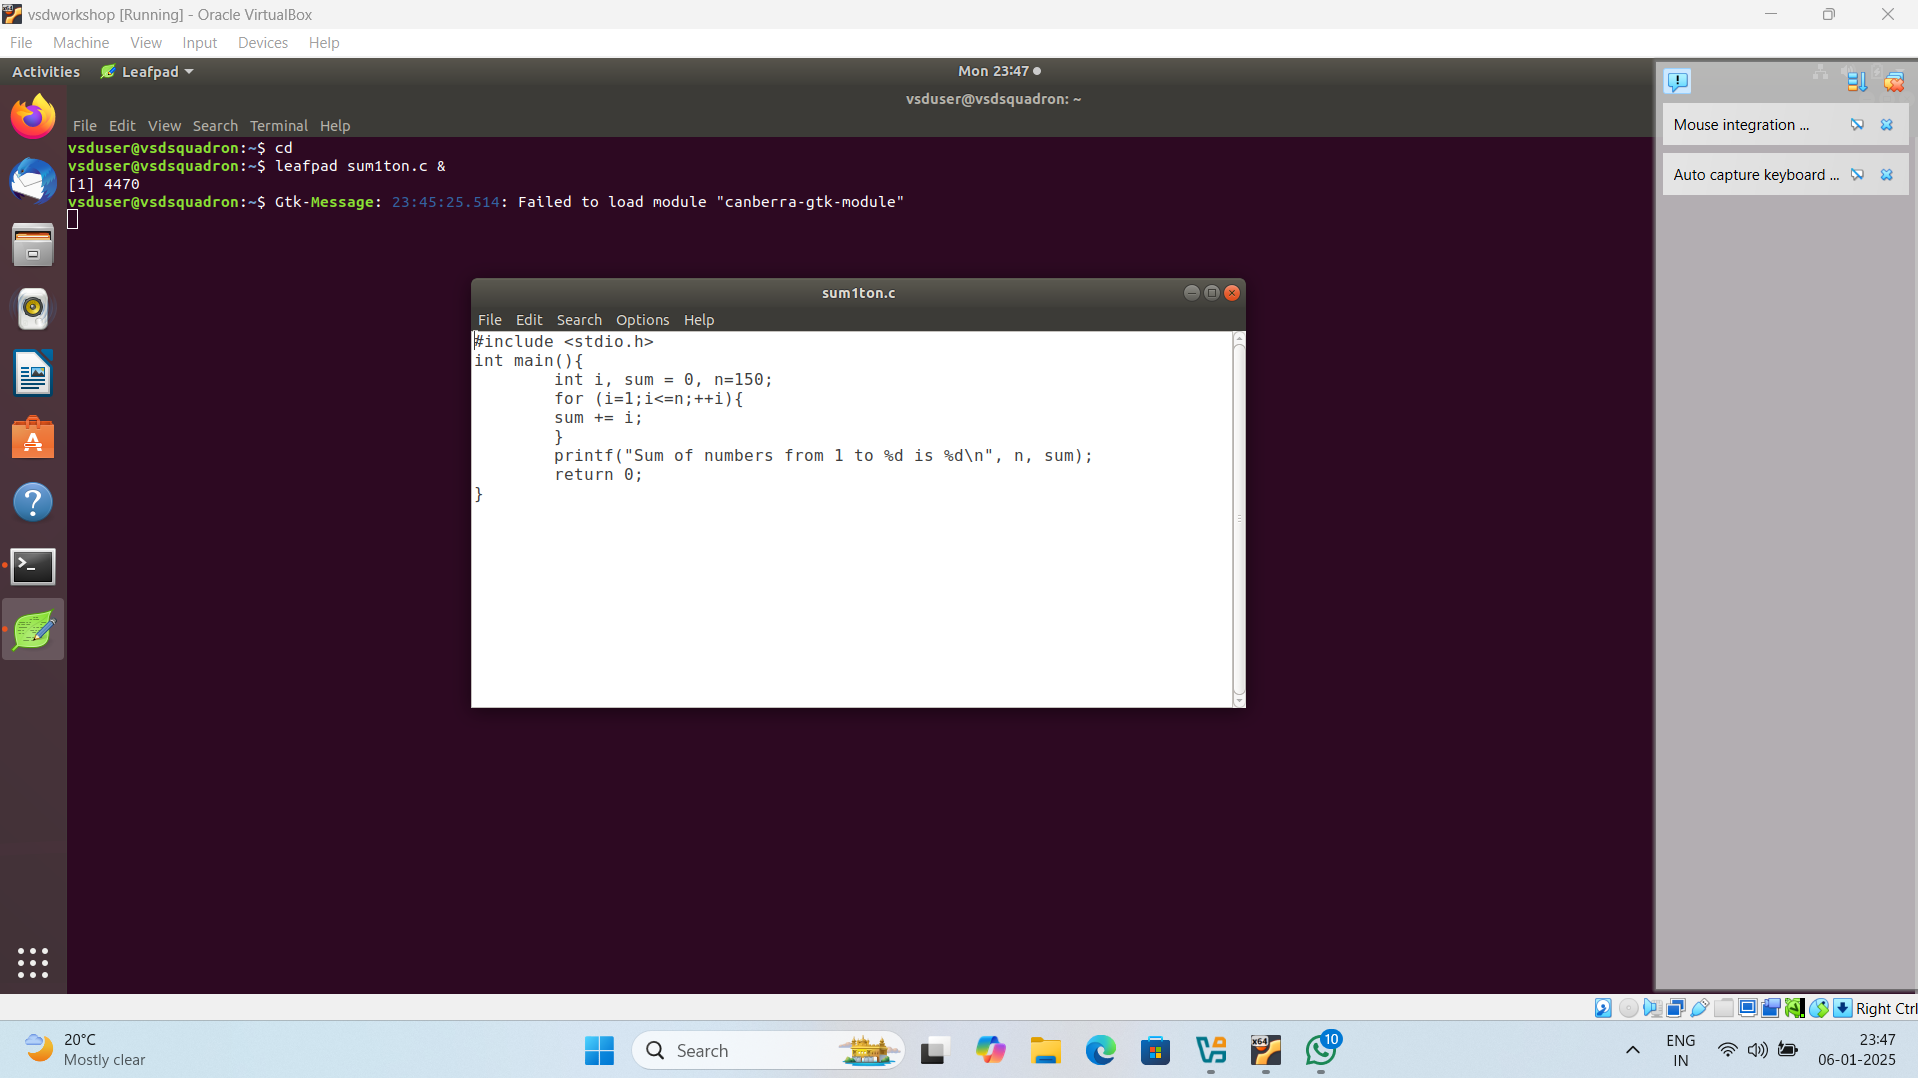 vsdworkshop [Running] - Oracle VirtualBox
File Machine View Input Devices Help
Activities Leafpad Mon 23:47
vsduser@vsdsquadron: ~
File Edit View Search Terminal Help
vsduser@vsdsquadron:~$ cd
vsduser@vsdsquadron:~$ leafpad sum1ton.c &
[1] 4470
vsduser@vsdsquadron:~$ Gtk-Message: 23:45:25.514: Failed to load module "canberra-gtk-module"
Mouse integration ...
Auto capture keyboard ...
sum1ton.c
File Edit Search Options Help
#include <stdio.h>
int main(){
int i, sum = 0, n=150;
for (i=1;i<=n;++i){
sum += i;
}
printf("Sum of numbers from 1 to %d is %d\n", n, sum);
return 0;
}
Right Ctrl
20°C
Mostly clear
Search
x64
10
ENG
IN
23:47
06-01-2025